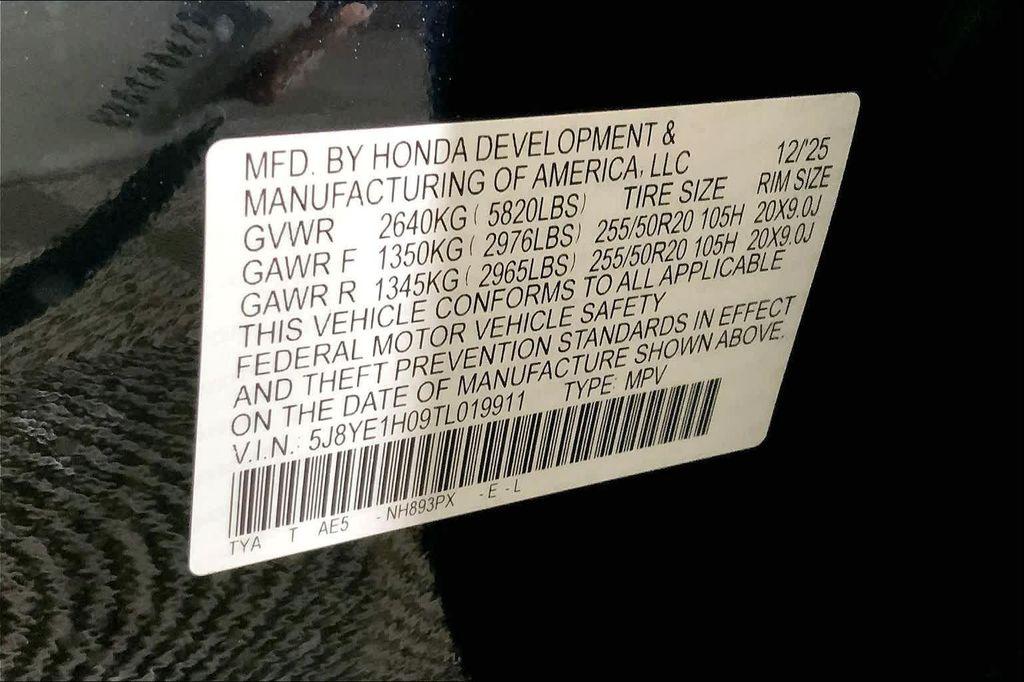 MFD. BY HONDA DEVELOPMENT &
MANUFACTURING OF AMERICA, LLC 12/'25
GVWR 2640KG ( 5820LBS) TIRE SIZE RIM SIZE
GAWR F 1350KG ( 2976LBS) 255/50R20 105H 20X9.0J
GAWR R 1345KG ( 2965LBS) 255/50R20 105H 20X9.0J
THIS VEHICLE CONFORMS TO ALL APPLICABLE
FEDERAL MOTOR VEHICLE SAFETY
AND THEFT PREVENTION STANDARDS IN EFFECT
ON THE DATE OF MANUFACTURE SHOWN ABOVE.
V.I.N.: 5J8YE1H09TL019911 TYPE: MPV
TYA T AE5 - NH893PX - E - L